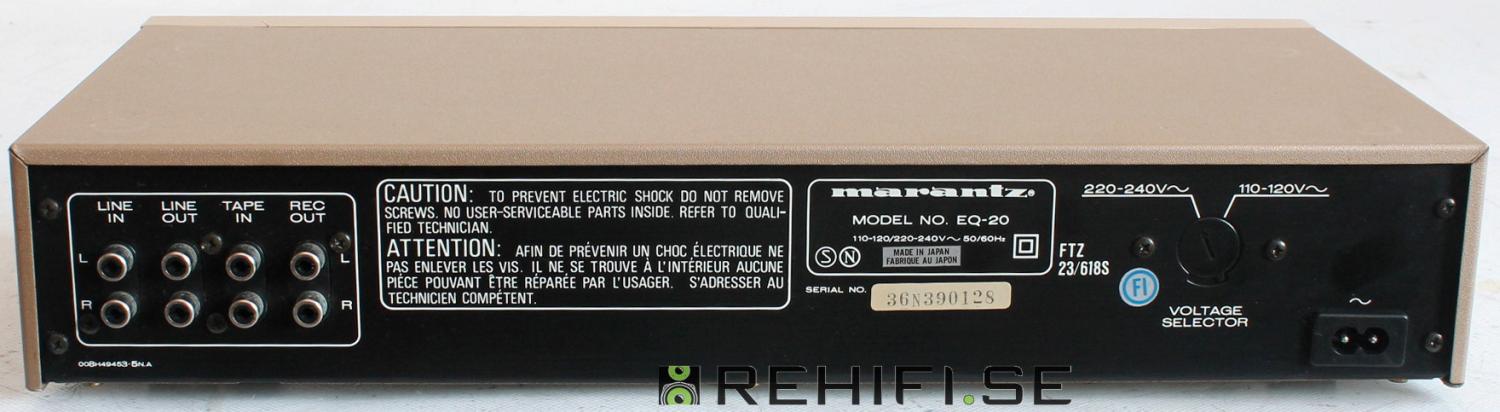 LINE IN
LINE OUT
TAPE IN
REC OUT
L
L
R
R
008H49453-5N.A
CAUTION: TO PREVENT ELECTRIC SHOCK DO NOT REMOVE
SCREWS. NO USER-SERVICEABLE PARTS INSIDE. REFER TO QUALI-
FIED TECHNICIAN.
ATTENTION: AFIN DE PRÉVENIR UN CHOC ÉLECTRIQUE NE
PAS ENLEVER LES VIS. IL NE SE TROUVE À L'INTÉRIEUR AUCUNE
PIÈCE POUVANT ÊTRE RÉPARÉE PAR L'USAGER. S'ADRESSER AU
TECHNICIEN COMPÉTENT.
marantz®
MODEL NO. EQ-20
110-120/220-240V~ 50/60Hz
S N
MADE IN JAPAN
FABRIQUE AU JAPON
SERIAL NO. 36N390128
FTZ
23/618S
FI
220-240V~
110-120V~
VOLTAGE
SELECTOR
~
REHIFI.SE